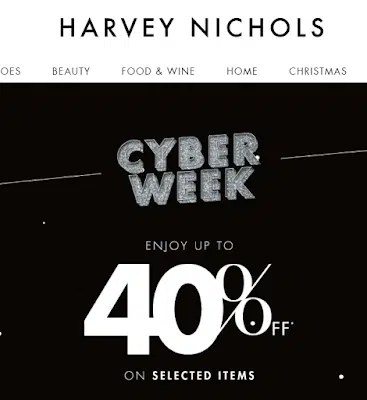 HARVEY NICHOLS
OES BEAUTY FOOD & WINE HOME CHRISTMAS
CYBER
WEEK
ENJOY UP TO
40% OFF*
ON SELECTED ITEMS